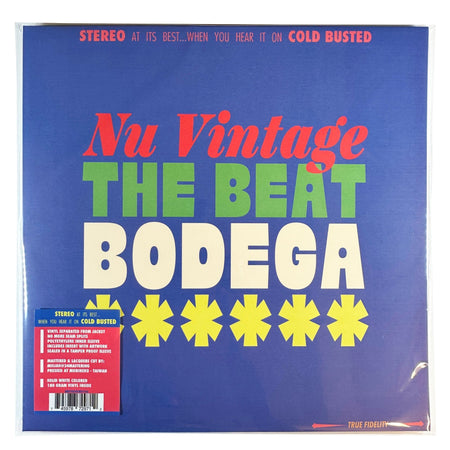 STEREO AT ITS BEST...WHEN YOU HEAR IT ON COLD BUSTED
Nu Vintage
THE BEAT
BODEGA
STEREO AT ITS BEST
WHEN YOU HEAR IT ON COLD BUSTED
VINYL SEPARATED FROM JACKET
NO MORE SEAM SPLITS
POLYETHYLENE INNER SLEEVE
INCLUDES INSERT WITH ARTWORK
SEALED IN A TAMPER PROOF SLEEVE
MASTERED & LACQUERS CUT BY:
PRESSED AT MOBINEKO - TAIWAN
SOLID WHITE COLORED
180 GRAM VINYL INSIDE
TRUE FIDELITY